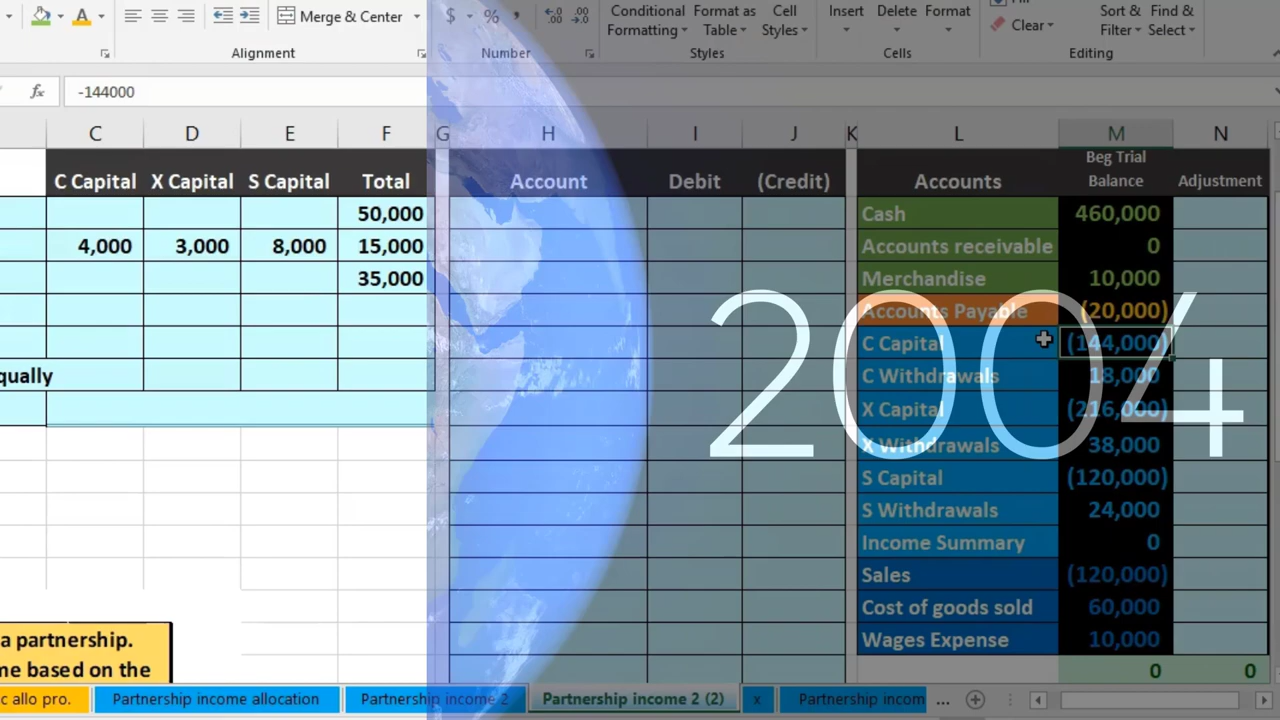 $ % ,
Merge & Center
Conditional Formatting
Format as Table
Cell Styles
Insert Delete Format
Clear
Sort & Filter
Find & Select
Alignment Number Styles Cells Editing
fx -144000
C D E F G H I J K L M N
C Capital X Capital S Capital Total Account Debit (Credit) Accounts Beg Trial Balance Adjustment
50,000 Cash 460,000
4,000 3,000 8,000 15,000 Accounts receivable 0
35,000 Merchandise 10,000
Accounts Payable (20,000)
C Capital (144,000)
qually C Withdrawals 18,000
X Capital (216,000)
X Withdrawals 38,000
S Capital (120,000)
S Withdrawals 24,000
Income Summary 0
Sales (120,000)
Cost of goods sold 60,000
Wages Expense 10,000
0 0
2004
a partnership.
me based on the
c allo pro. Partnership income allocation Partnership income 2 Partnership income 2 (2) x Partnership incom ...